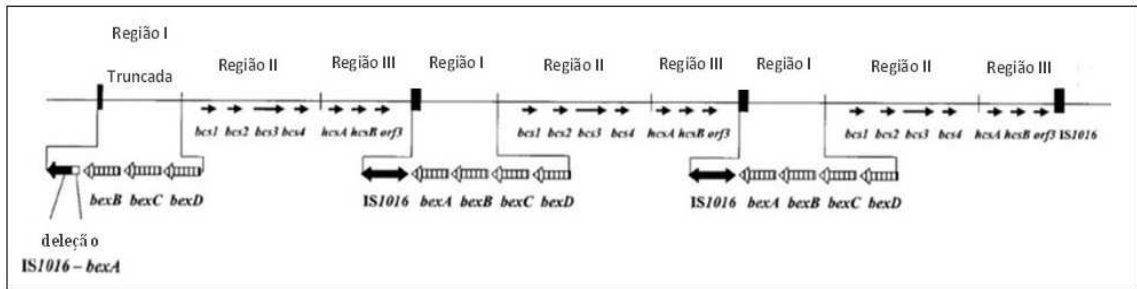 Região I
Truncada Região II Região III Região I Região II Região III Região I Região II Região III
bcs1 bcs2 bcs3 bcs4 hcsA hcsB orf3 bcs1 bcs2 bcs3 bcs4 hcsA hcsB orf3 bcs1 bcs2 bcs3 bcs4 hcsA hcsB orf3 IS1016
bexB bexC bexD IS1016 bexA bexB bexC bexD IS1016 bexA bexB bexC bexD
deleção
IS1016 – bexA